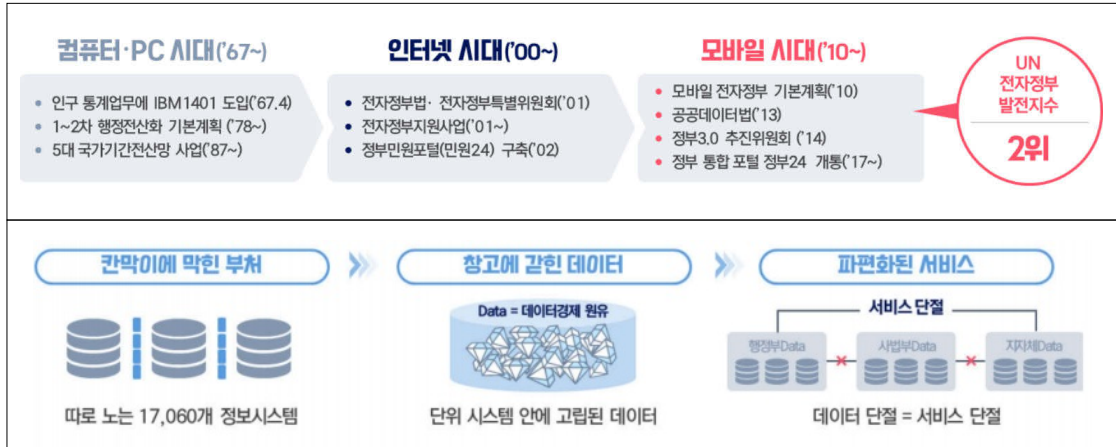 컴퓨터·PC 시대('67~)
인구 통계업무에 IBM1401 도입('67.4)
1~2차 행정전산화 기본계획 ('78~)
5대 국가기간전산망 사업('87~)
인터넷 시대('00~)
전자정부법· 전자정부특별위원회('01)
전자정부지원사업('01~)
정부민원포털(민원24) 구축('02)
모바일 시대('10~)
모바일 전자정부 기본계획('10)
공공데이터법('13)
정부3.0 추진위원회 ('14)
정부 통합 포털 정부24 개통('17~)
UN
전자정부
발전지수
2위
칸막이에 막힌 부처
따로 노는 17,060개 정보시스템
창고에 갇힌 데이터
Data = 데이터경제 원유
단위 시스템 안에 고립된 데이터
파편화된 서비스
서비스 단절
행정부Data
사법부Data
지자체Data
데이터 단절 = 서비스 단절